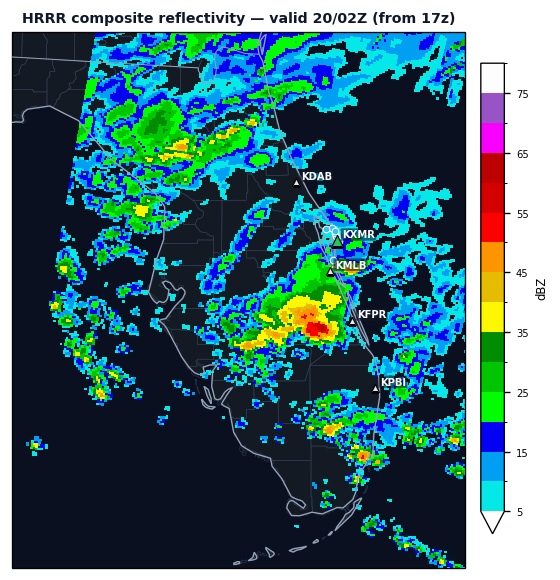 HRRR composite reflectivity — valid 20/02Z (from 17z)
KDAB
KXMR
KMLB
KFPR
KPBI
75
65
55
45
35
25
15
5
dBZ